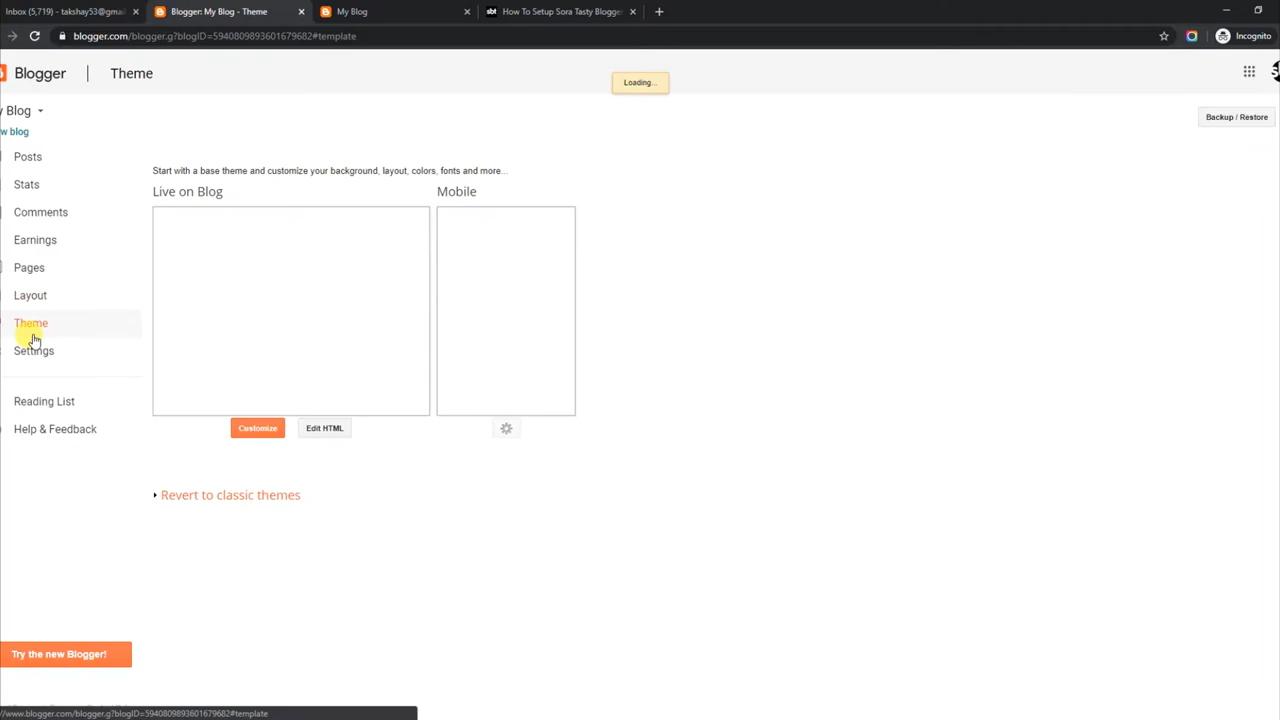 Inbox (5,719) - takshay53@gmail
Blogger: My Blog - Theme
My Blog
sbt How To Setup Sora Tasty Blogger
blogger.com/blogger.g?blogID=5940809893601679682#template
Incognito
Blogger
Theme
Loading...
y Blog
w blog
Backup / Restore
Posts
Stats
Comments
Earnings
Pages
Layout
Theme
Settings
Reading List
Help & Feedback
Start with a base theme and customize your background, layout, colors, fonts and more...
Live on Blog
Mobile
Customize
Edit HTML
Revert to classic themes
Try the new Blogger!
//www.blogger.com/blogger.g?blogID=5940809893601679682#template